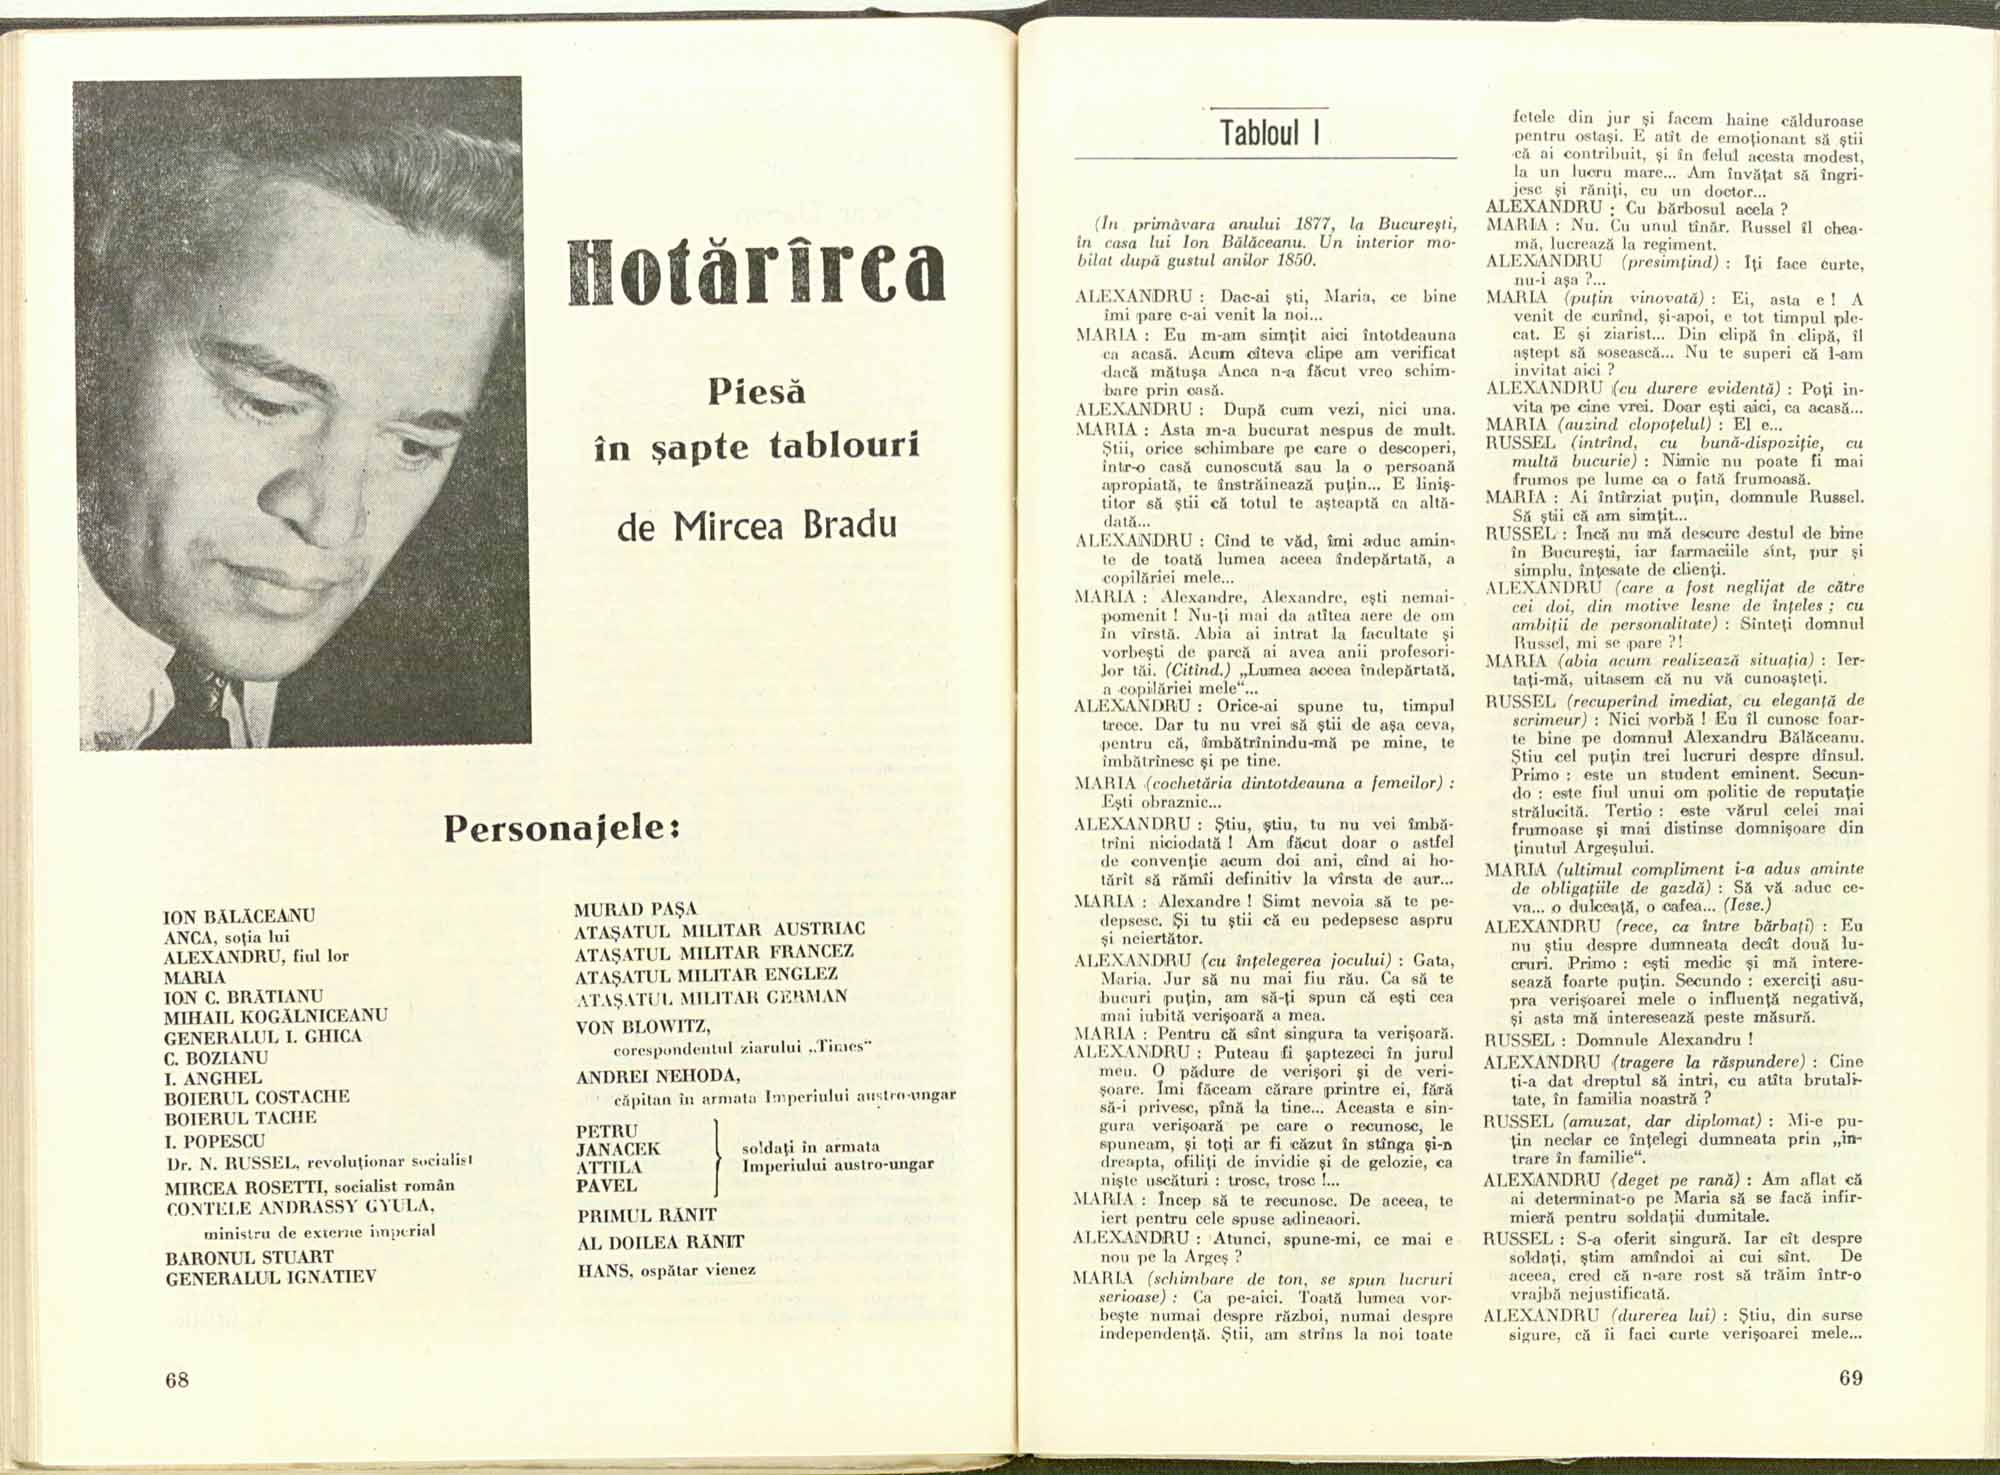 Hotărîrea
Piesă
în șapte tablouri
de Mircea Bradu
Personajele:
ION BĂLĂCEANU
ANCA, soția lui
ALEXANDRU, fiul lor
MARIA
ION C. BRĂTIANU
MIHAIL KOGĂLNICEANU
GENERALUL I. GHICA
C. BOZIANU
I. ANGHEL
BOIERUL COSTACHE
BOIERUL TACHE
I. POPESCU
Dr. N. RUSSEL, revoluționar socialist
MIRCEA ROSETTI, socialist român
CONTELE ANDRASSY GYULA,
ministru de externe imperial
BARONUL STUART
GENERALUL IGNATIEV
MURAD PAȘA
ATAȘATUL MILITAR AUSTRIAC
ATAȘATUL MILITAR FRANCEZ
ATAȘATUL MILITAR ENGLEZ
ATAȘATUL MILITAR GERMAN
VON BLOWITZ,
corespondentul ziarului „Times"
ANDREI NEHODA,
căpitan în armata Imperiului austro-ungar
PETRU
JANACEK
ATTILA
PAVEL
soldați în armata
Imperiului austro-ungar
PRIMUL RĂNIT
AL DOILEA RĂNIT
HANS, ospătar vienez
68
Tabloul I
(In primăvara anului 1877, la București,
în casa lui Ion Bălăceanu. Un interior mo-
bilat după gustul anilor 1850.
ALEXANDRU : Dac-ai ști, Maria, ce bine
îmi pare c-ai venit la noi...
MARIA : Eu m-am simțit aici întotdeauna
ca acasă. Acum cîteva clipe am verificat
dacă mătușa Anca n-a făcut vreo schim-
bare prin casă.
ALEXANDRU : După cum vezi, nici una.
MARIA : Asta m-a bucurat nespus de mult.
Știi, orice schimbare pe care o descoperi,
într-o casă cunoscută sau la o persoană
apropiată, te înstrăinează puțin... E liniș-
titor să știi că totul te așteaptă ca altă-
dată...
ALEXANDRU : Cînd te văd, îmi aduc amin-
te de toată lumea aceea îndepărtată, a
copilăriei mele...
MARIA : Alexandre, Alexandre, ești nemai-
pomenit ! Nu-ți mai da atîtea aere de om
în vîrstă. Abia ai intrat la facultate și
vorbești de parcă ai avea anii profesori-
lor tăi. (Citind.) „Lumea aceea îndepărtată,
a copilăriei mele“...
ALEXANDRU : Orice-ai spune tu, timpul
trece. Dar tu nu vrei să știi de așa ceva,
pentru că, îmbătrînindu-mă pe mine, te
îmbătrînesc și pe tine.
MARIA (cochetăria dintotdeauna a femeilor) :
Ești obraznic...
ALEXANDRU : Știu, știu, tu nu vei îmbă-
trîni niciodată ! Am făcut doar o astfel
de convenție acum doi ani, cînd ai ho-
tărît să rămîi definitiv la vîrsta de aur...
MARIA : Alexandre ! Simt nevoia să te pe-
depsesc. Și tu știi că eu pedepsesc aspru
și neiertător.
ALEXANDRU (cu înțelegerea jocului) : Gata,
Maria. Jur să nu mai fiu rău. Ca să te
bucuri puțin, am să-ți spun că ești cea
mai iubită verișoară a mea.
MARIA : Pentru că sînt singura ta verișoară.
ALEXANDRU : Puteau fi șaptezeci în jurul
meu. O pădure de verișori și de veri-
șoare. Imi făceam cărare printre ei, fără
să-i privesc, pînă la tine... Aceasta e sin-
gura verișoară pe care o recunosc, le
spuneam, și toți ar fi căzut în stînga și-n
dreapta, ofiliți de invidie și de gelozie, ca
niște uscături : trosc, trosc !...
MARIA : Încep să te recunosc. De aceea, te
iert pentru cele spuse adineaori.
ALEXANDRU : Atunci, spune-mi, ce mai e
nou pe la Argeș ?
MARIA (schimbare de ton, se spun lucruri
serioase) : Ca pe-aici. Toată lumea vor-
bește numai despre război, numai despre
independență. Știi, am strîns la noi toate
fetele din jur și facem haine călduroase
pentru ostași. E atît de emoționant să știi
că ai contribuit, și în felul acesta modest,
la un lucru mare... Am învățat să îngri-
jesc și răniți, cu un doctor...
ALEXANDRU : Cu bărbosul acela ?
MARIA : Nu. Cu unul tînăr. Russel îl chea-
mă, lucrează la regiment.
ALEXANDRU (presimțind) : Iți face curte,
nu-i așa ?...
MARIA (puțin vinovată) : Ei, asta e ! A
venit de curînd, și-apoi, e tot timpul ple-
cat. E și ziarist... Din clipă în clipă, îl
aștept să sosească... Nu te superi că l-am
invitat aici ?
ALEXANDRU (cu durere evidentă) : Poți in-
vita pe cine vrei. Doar ești aici, ca acasă...
MARIA (auzind clopoțelul) : El e...
RUSSEL (intrînd, cu bună-dispoziție, cu
multă bucurie) : Nimic nu poate fi mai
frumos pe lume ca o fată frumoasă.
MARIA : Ai întîrziat puțin, domnule Russel.
Să știi că am simțit...
RUSSEL : Încă nu mă descurc destul de bine
în București, iar farmaciile sînt, pur și
simplu, înțesate de clienți.
ALEXANDRU (care a fost neglijat de către
cei doi, din motive lesne de înțeles ; cu
ambiții de personalitate) : Sînteți domnul
Russel, mi se pare ?!
MARIA (abia acum realizează situația) : Ier-
tați-mă, uitasem că nu vă cunoașteți.
RUSSEL (recuperînd imediat, cu eleganță de
scrimeur) : Nici vorbă ! Eu îl cunosc foar-
te bine pe domnul Alexandru Bălăceanu.
Știu cel puțin trei lucruri despre dînsul.
Primo : este un student eminent. Secun-
do : este fiul unui om politic de reputație
strălucită. Tertio : este vărul celei mai
frumoase și mai distinse domnișoare din
ținutul Argeșului.
MARIA (ultimul compliment i-a adus aminte
de obligațiile de gazdă) : Să vă aduc ce-
va... o dulceață, o cafea... (Iese.)
ALEXANDRU (rece, ca între bărbați) : Eu
nu știu despre dumneata decît două lu-
cruri. Primo : ești medic și mă intere-
sează foarte puțin. Secundo : exerciți asu-
pra verișoarei mele o influență negativă,
și asta mă interesează peste măsură.
RUSSEL : Domnule Alexandru !
ALEXANDRU (tragere la răspundere) : Cine
ți-a dat dreptul să intri, cu atîta brutali-
tate, în familia noastră ?
RUSSEL (amuzat, dar diplomat) : Mi-e pu-
țin neclar ce înțelegi dumneata prin „in-
trare în familie“.
ALEXANDRU (deget pe rană) : Am aflat că
ai determinat-o pe Maria să se facă infir-
mieră pentru soldații dumitale.
RUSSEL : S-a oferit singură. Iar cît despre
soldați, știm amîndoi ai cui sînt. De
aceea, cred că n-are rost să trăim într-o
vrajbă nejustificată.
ALEXANDRU (durerea lui) : Știu, din surse
sigure, că îi faci curte verișoarei mele...
69